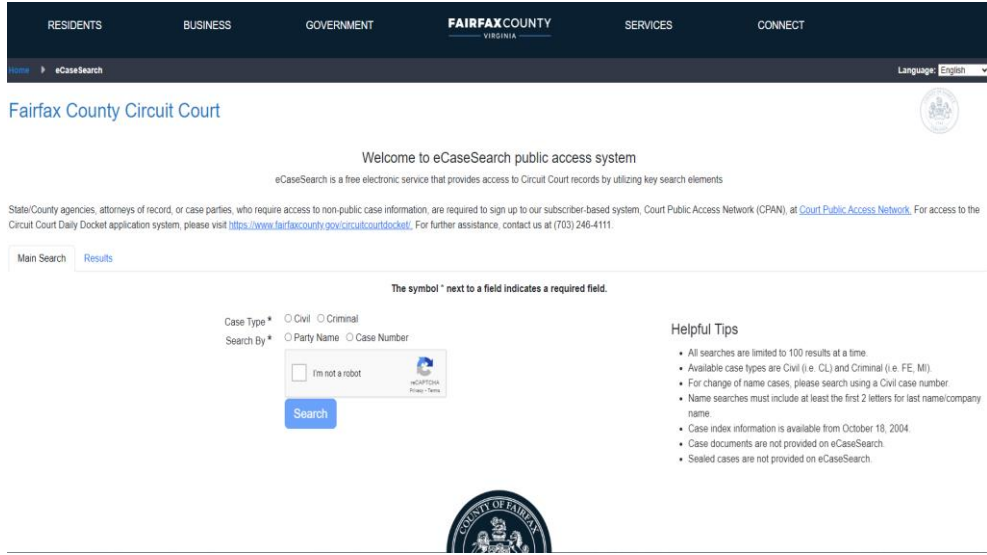 RESIDENTS BUSINESS GOVERNMENT FAIRFAXCOUNTY SERVICES CONNECT
VIRGINIA
Home eCaseSearch Language: English
Fairfax County Circuit Court
Welcome to eCaseSearch public access system
eCaseSearch is a free electronic service that provides access to Circuit Court records by utilizing key search elements
State/County agencies, attorneys of record, or case parties, who require access to non-public case information, are required to sign up to our subscriber-based system, Court Public Access Network (CPAN), at Court Public Access Network. For access to the
Circuit Court Daily Docket application system, please visit https://www.fairfaxcounty.gov/circuitcourtdocket/. For further assistance, contact us at (703) 246-4111.
Main Search Results
The symbol * next to a field indicates a required field.
Case Type * Civil Criminal
Search By * Party Name Case Number
I'm not a robot
reCAPTCHA
Privacy - Terms
Search
Helpful Tips
All searches are limited to 100 results at a time.
Available case types are Civil (i.e. CL) and Criminal (i.e. FE, MI).
For change of name cases, please search using a Civil case number.
Name searches must include at least the first 2 letters for last name/company
name.
Case index information is available from October 18, 2004.
Case documents are not provided on eCaseSearch.
Sealed cases are not provided on eCaseSearch.
COUNTY OF FAIRFAX